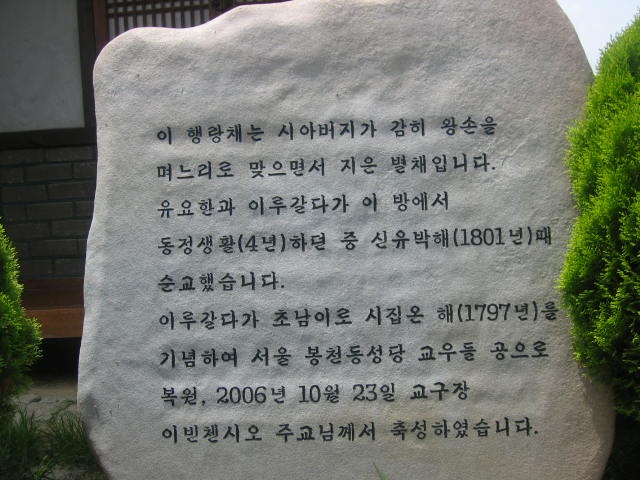 이 행랑채는 시아버지가 감히 왕손을
며느리로 맞으면서 지은 별채입니다.
유요한과 이루갈다가 이 방에서
동정생활(4년)하던 중 신유박해(1801년)때
순교했습니다.
이루갈다가 초남이로 시집온 해(1797년)를
기념하여 서울 봉천동성당 교우들 공으로
복원, 2006년 10월 23일 교구장
이빈첸시오 주교님께서 축성하였습니다.